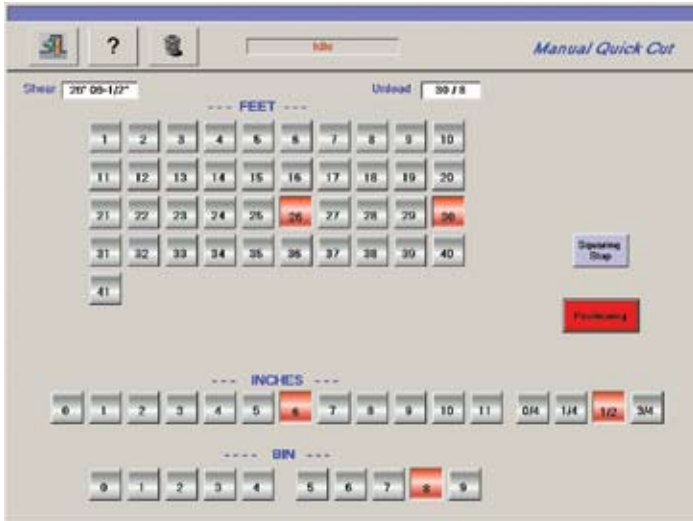 ?
Idle
Manual Quick Cut
Shear 26' 06-1/2"
Unload 30 / 8
--- FEET ---
1 2 3 4 5 6 7 8 9 10
11 12 13 14 15 16 17 18 19 20
21 22 23 24 25 26 27 28 29 30
31 32 33 34 35 36 37 38 39 40
41
Squaring
Stop
Positioning
--- INCHES ---
0 1 2 3 4 5 6 7 8 9 10 11 0/4 1/4 1/2 3/4
---- BIN ---
0 1 2 3 4 5 6 7 8 9